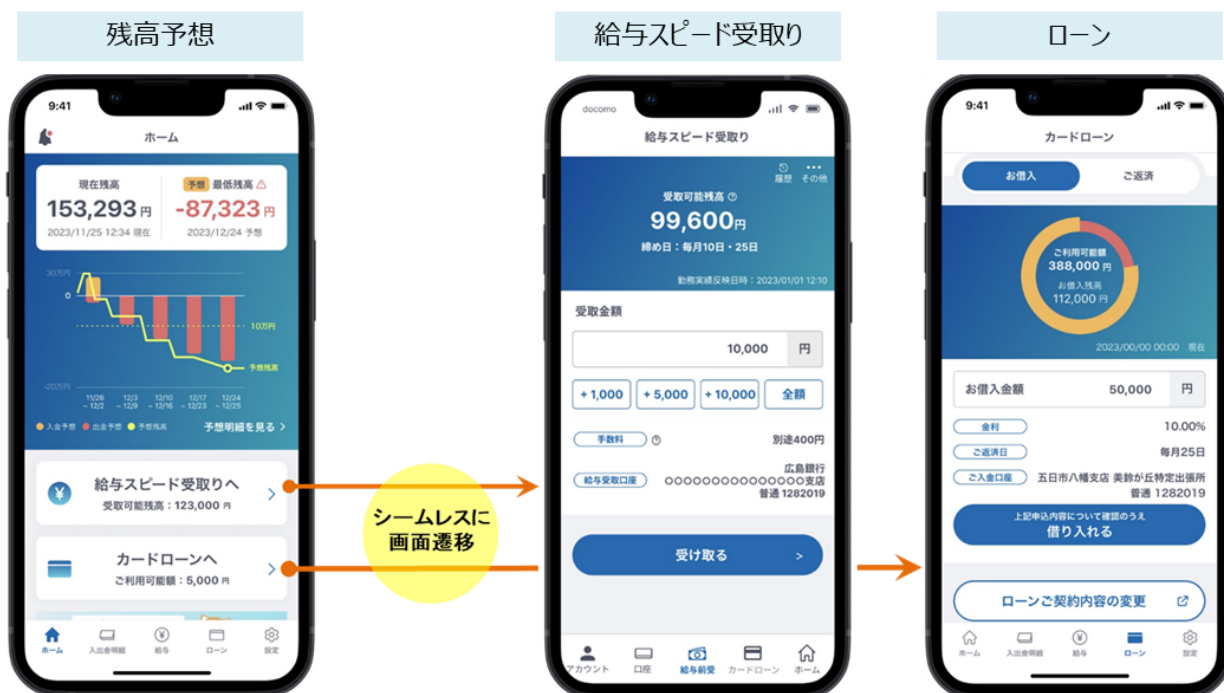 残高予想
給与スピード受取り
ローン
9:41
ホーム
現在残高
153,293 円
2023/11/25 12:34 現在
予想 最低残高
-87,323 円
2023/12/24 予想
30万円
0
10万円
予想残高
-20万円
11/26 ~ 12/2
12/3 ~ 12/9
12/10 ~ 12/16
12/17 ~ 12/23
12/24 ~ 12/25
入金予想 出金予想 予想残高 予想明細を見る >
給与スピード受取りへ
受取可能残高:123,000 円
カードローンへ
ご利用可能額:5,000 円
ホーム 入出金明細 給与 ローン 設定
シームレスに
画面遷移
docomo
給与スピード受取り
履歴 その他
受取可能残高
99,600円
締め日:毎月10日・25日
勤務実績反映日時:2023/01/01 12:10
受取金額
10,000 円
+ 1,000 + 5,000 + 10,000 全額
手数料 別途400円
広島銀行
給与受取口座 ○○○○○○○○○○○○○○○支店
普通 1282019
受け取る >
アカウント 口座 給与前受 カードローン ホーム
9:41
カードローン
お借入 ご返済
ご利用可能額
388,000 円
お借入残高
112,000 円
2023/00/00 00:00 現在
お借入金額 50,000 円
金利 10.00%
ご返済日 毎月25日
ご入金口座 五日市八幡支店 美鈴が丘特定出張所
普通 1282019
上記申込内容について確認のうえ
借り入れる
ローンご契約内容の変更
ホーム 入出金明細 給与 ローン 設定